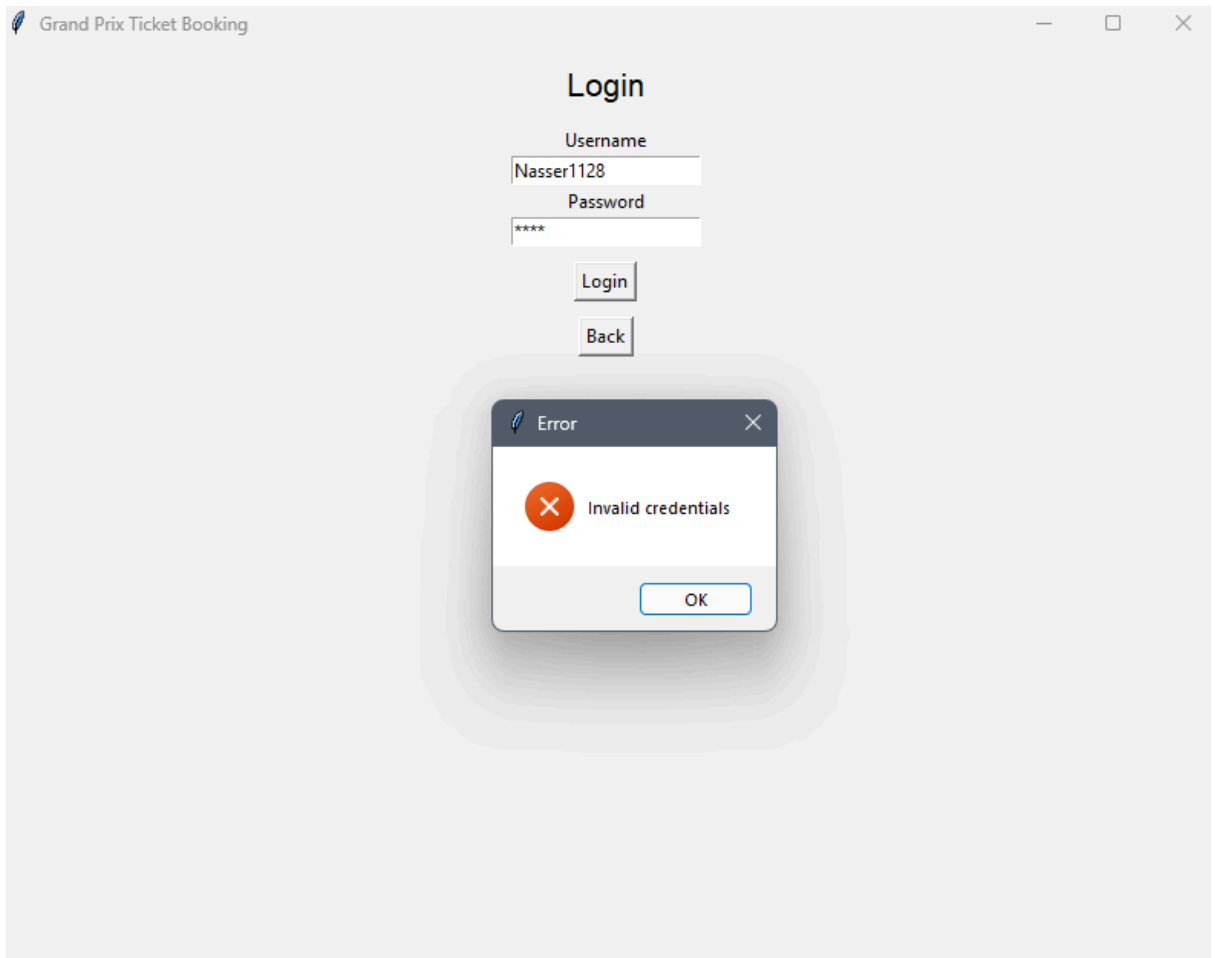 Grand Prix Ticket Booking
Login
Username
Nasser1128
Password
****
Login
Back
Error
Invalid credentials
OK